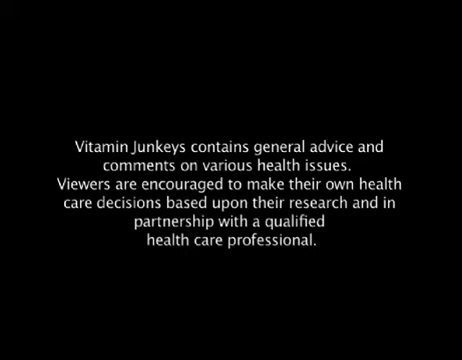 Vitamin Junkeys contains general advice and
comments on various health issues.
Viewers are encouraged to make their own health
care decisions based upon their research and in
partnership with a qualified
health care professional.